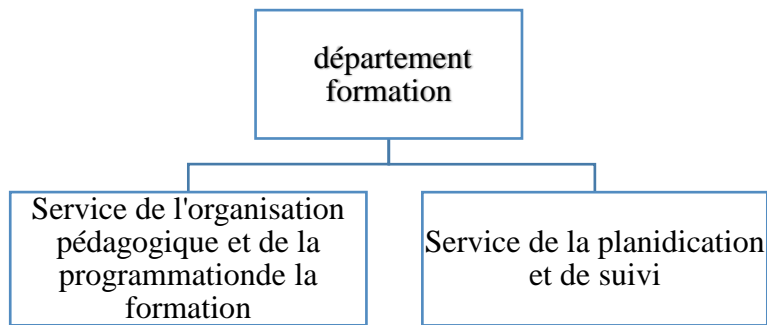 département
formation
Service de l'organisation
pédagogique et de la
programmationde la
formation
Service de la planidication
et de suivi